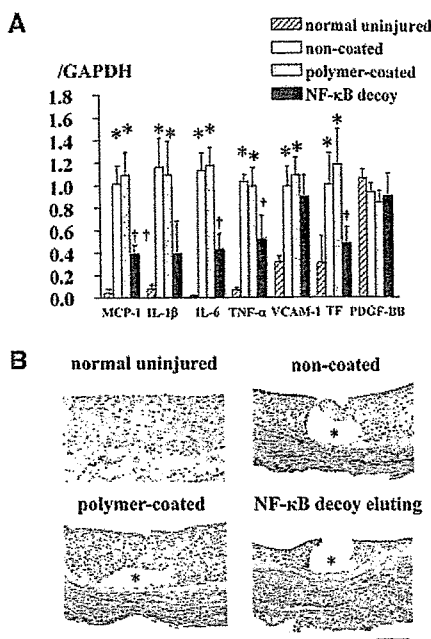 A
normal uninjured
non-coated
polymer-coated
NF-κB decoy
/GAPDH
1.8
1.6
1.4
1.2
1.0
0.8
0.6
0.4
0.2
0.0
* * * * * * * * * * * *
† † † † †
MCP-1 IL-1β IL-6 TNF-α VCAM-1 TF PDGF-BB
B
normal uninjured non-coated
*
polymer-coated NF-κB decoy eluting
* *